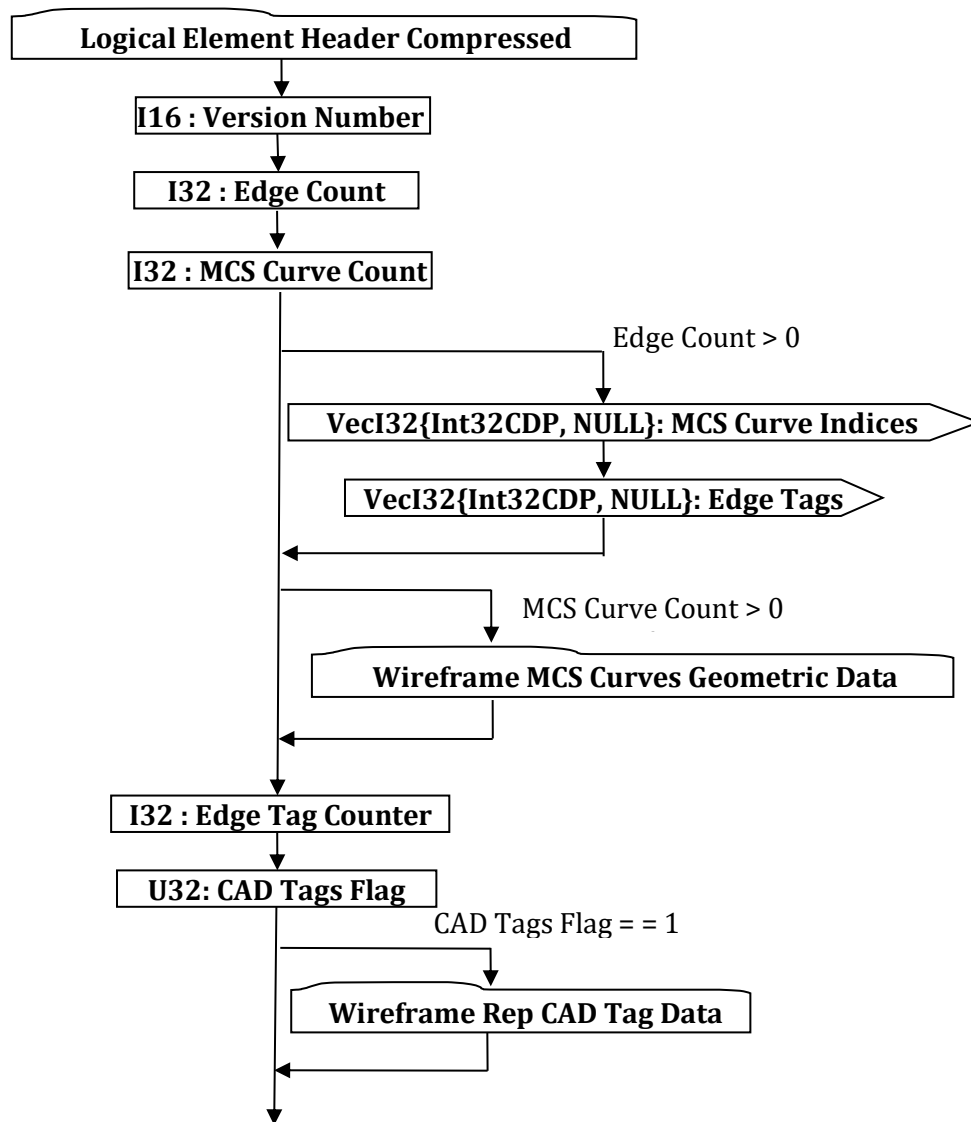 Logical Element Header Compressed
I16 : Version Number
I32 : Edge Count
I32 : MCS Curve Count
Edge Count > 0
VecI32{Int32CDP, NULL}: MCS Curve Indices
VecI32{Int32CDP, NULL}: Edge Tags
MCS Curve Count > 0
Wireframe MCS Curves Geometric Data
I32 : Edge Tag Counter
U32: CAD Tags Flag
CAD Tags Flag = = 1
Wireframe Rep CAD Tag Data